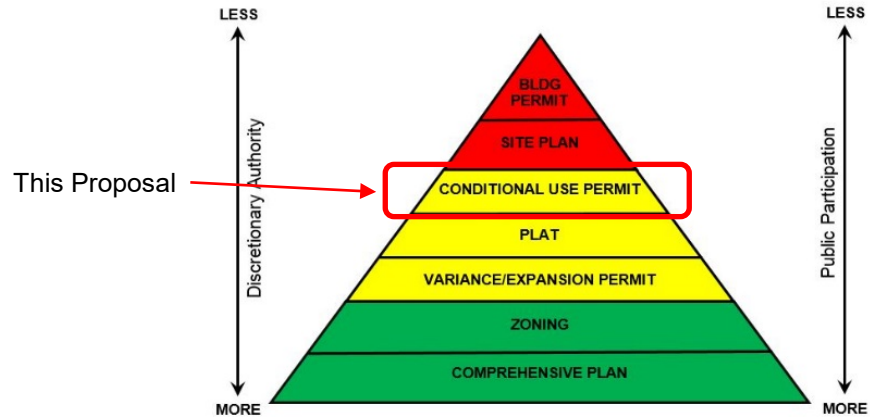 LESS
LESS
BLDG
PERMIT
SITE PLAN
This Proposal
CONDITIONAL USE PERMIT
Discretionary Authority
Public Participation
PLAT
VARIANCE/EXPANSION PERMIT
ZONING
COMPREHENSIVE PLAN
MORE
MORE